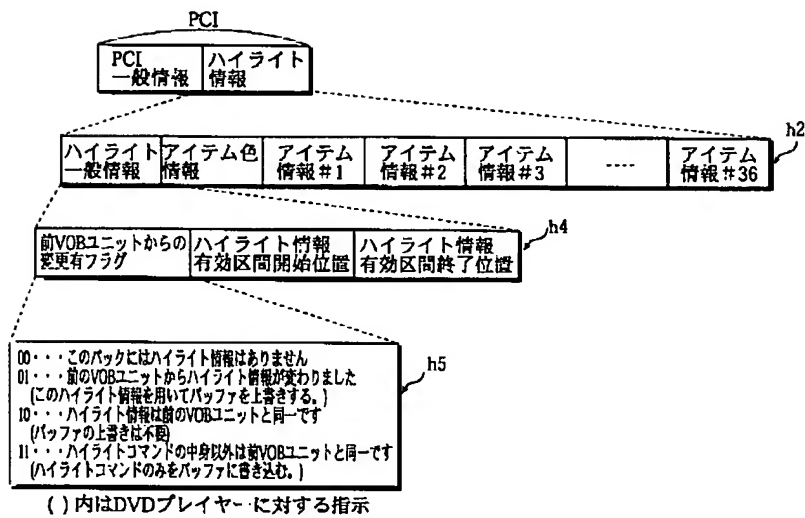 PCI
PCI
一般情報
ハイライト
情報
h2
ハイライト
一般情報
アイテム色
情報
アイテム
情報#1
アイテム
情報#2
アイテム
情報#3
----
アイテム
情報#36
h4
前VOBユニットからの
変更有フラグ
ハイライト情報
有効区間開始位置
ハイライト情報
有効区間終了位置
h5
00・・・このパックにはハイライト情報はありません
01・・・前のVOBユニットからハイライト情報が変わりました
(このハイライト情報を用いてバッファを上書きする。)
10・・・ハイライト情報は前のVOBユニットと同一です
(バッファの上書きは不要)
11・・・ハイライトコマンドの中身以外は前VOBユニットと同一です
(ハイライトコマンドのみをバッファに書き込む。)
( )内はDVDプレイヤーに対する指示